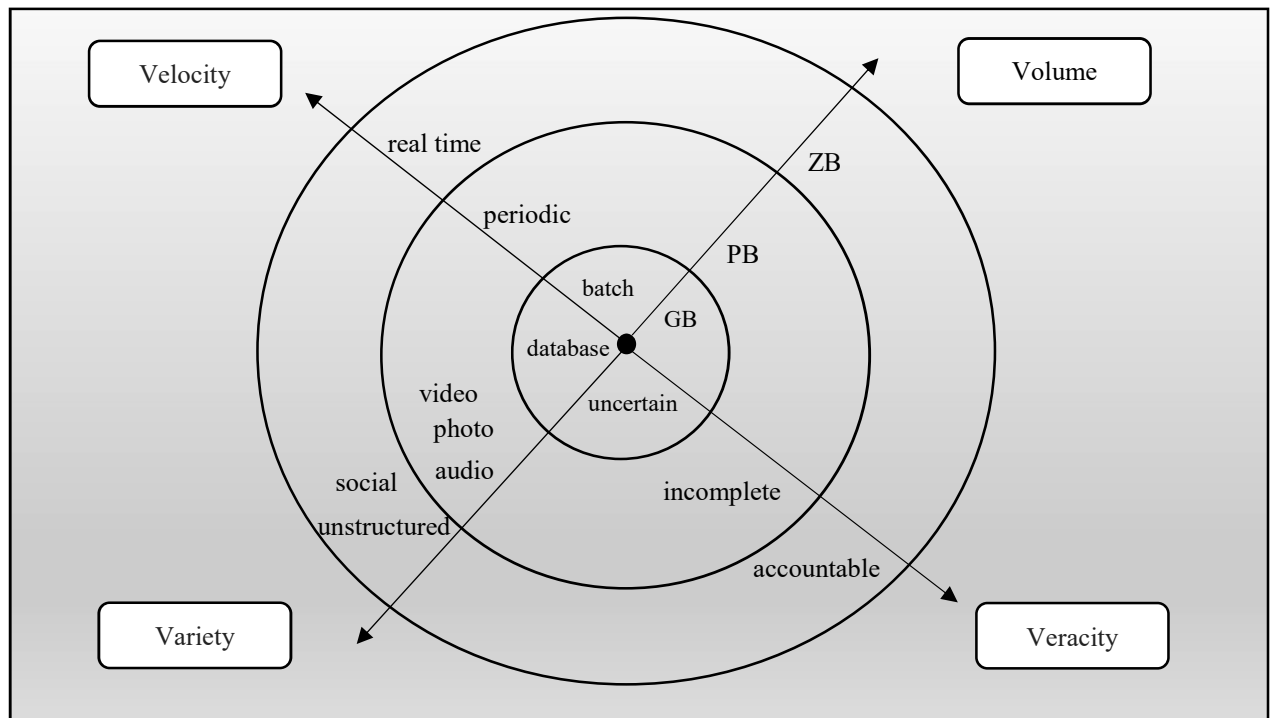 Velocity
Volume
real time
ZB
periodic
PB
batch
GB
database
uncertain
video
photo
audio
social
incomplete
unstructured
accountable
Variety
Veracity